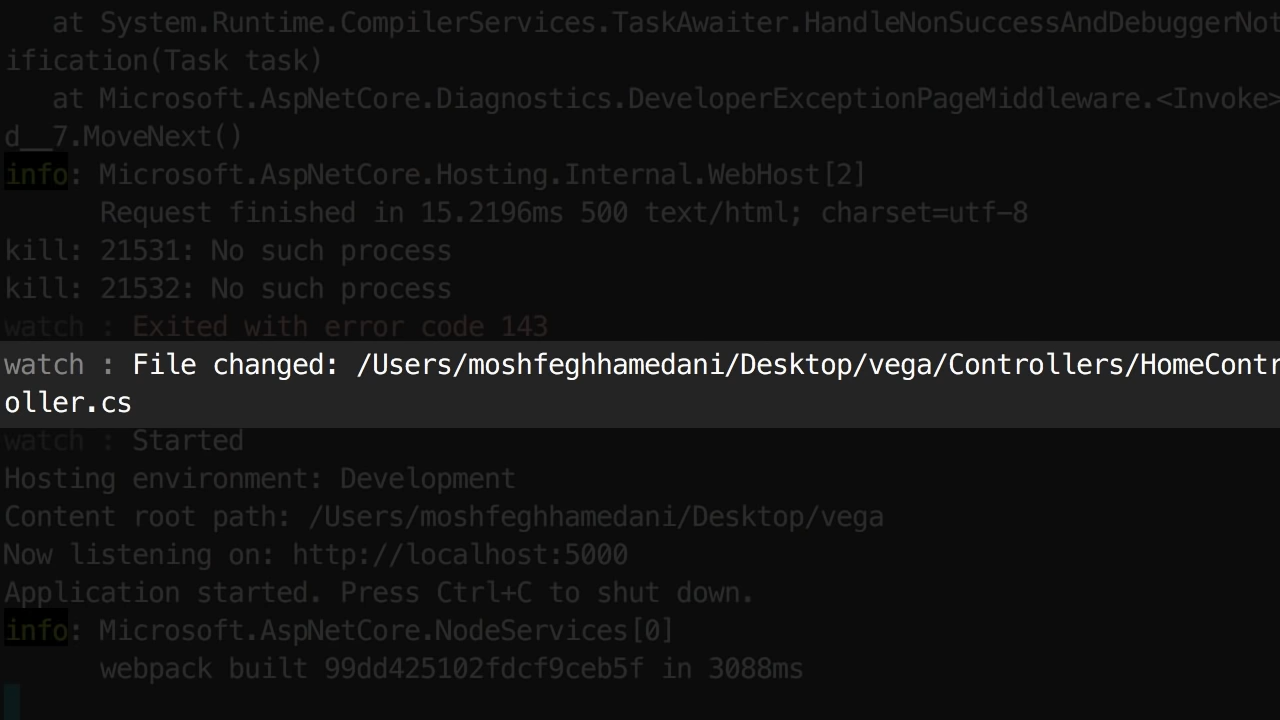 at System.Runtime.CompilerServices.TaskAwaiter.HandleNonSuccessAndDebuggerNot
ification(Task task)
   at Microsoft.AspNetCore.Diagnostics.DeveloperExceptionPageMiddleware.<Invoke>
d__7.MoveNext()
info: Microsoft.AspNetCore.Hosting.Internal.WebHost[2]
      Request finished in 15.2196ms 500 text/html; charset=utf-8
kill: 21531: No such process
kill: 21532: No such process
watch : Exited with error code 143
watch : File changed: /Users/moshfeghhamedani/Desktop/vega/Controllers/HomeContr
oller.cs
watch : Started
Hosting environment: Development
Content root path: /Users/moshfeghhamedani/Desktop/vega
Now listening on: http://localhost:5000
Application started. Press Ctrl+C to shut down.
info: Microsoft.AspNetCore.NodeServices[0]
      webpack built 99dd425102fdcf9ceb5f in 3088ms